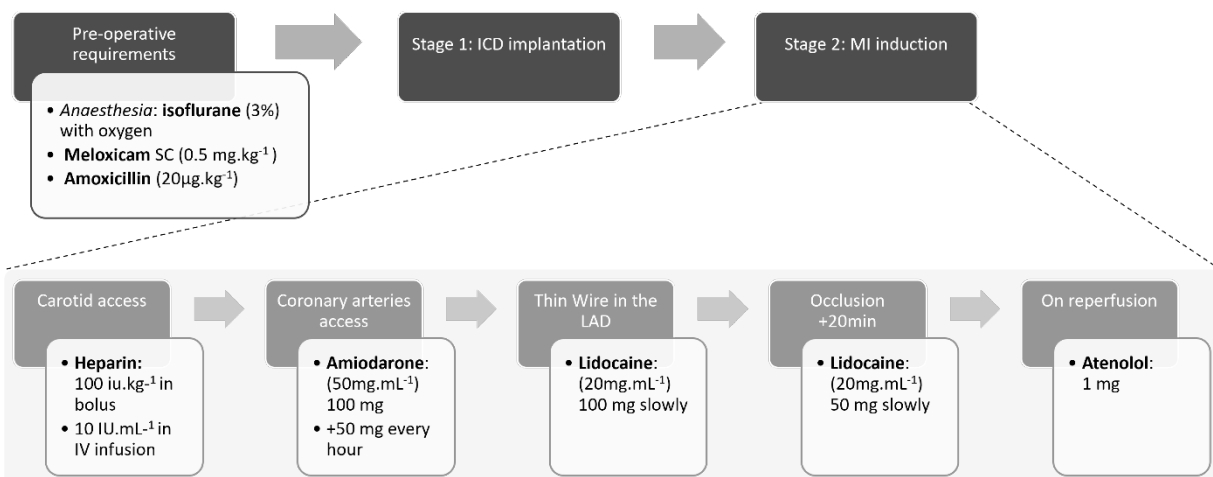 Pre-operative
requirements
Stage 1: ICD implantation
Stage 2: MI induction
• Anaesthesia: isoflurane (3%)
with oxygen
• Meloxicam SC (0.5 mg.kg⁻¹ )
• Amoxicillin (20µg.kg⁻¹)
Carotid access
• Heparin:
100 iu.kg-¹ in
bolus
• 10 IU.mL-¹ in
IV infusion
Coronary arteries
access
• Amiodarone:
(50mg.mL⁻¹)
100 mg
• +50 mg every
hour
Thin Wire in the
LAD
• Lidocaine:
(20mg.mL⁻¹)
100 mg slowly
Occlusion
+20min
• Lidocaine:
(20mg.mL⁻¹)
50 mg slowly
On reperfusion
• Atenolol:
1 mg